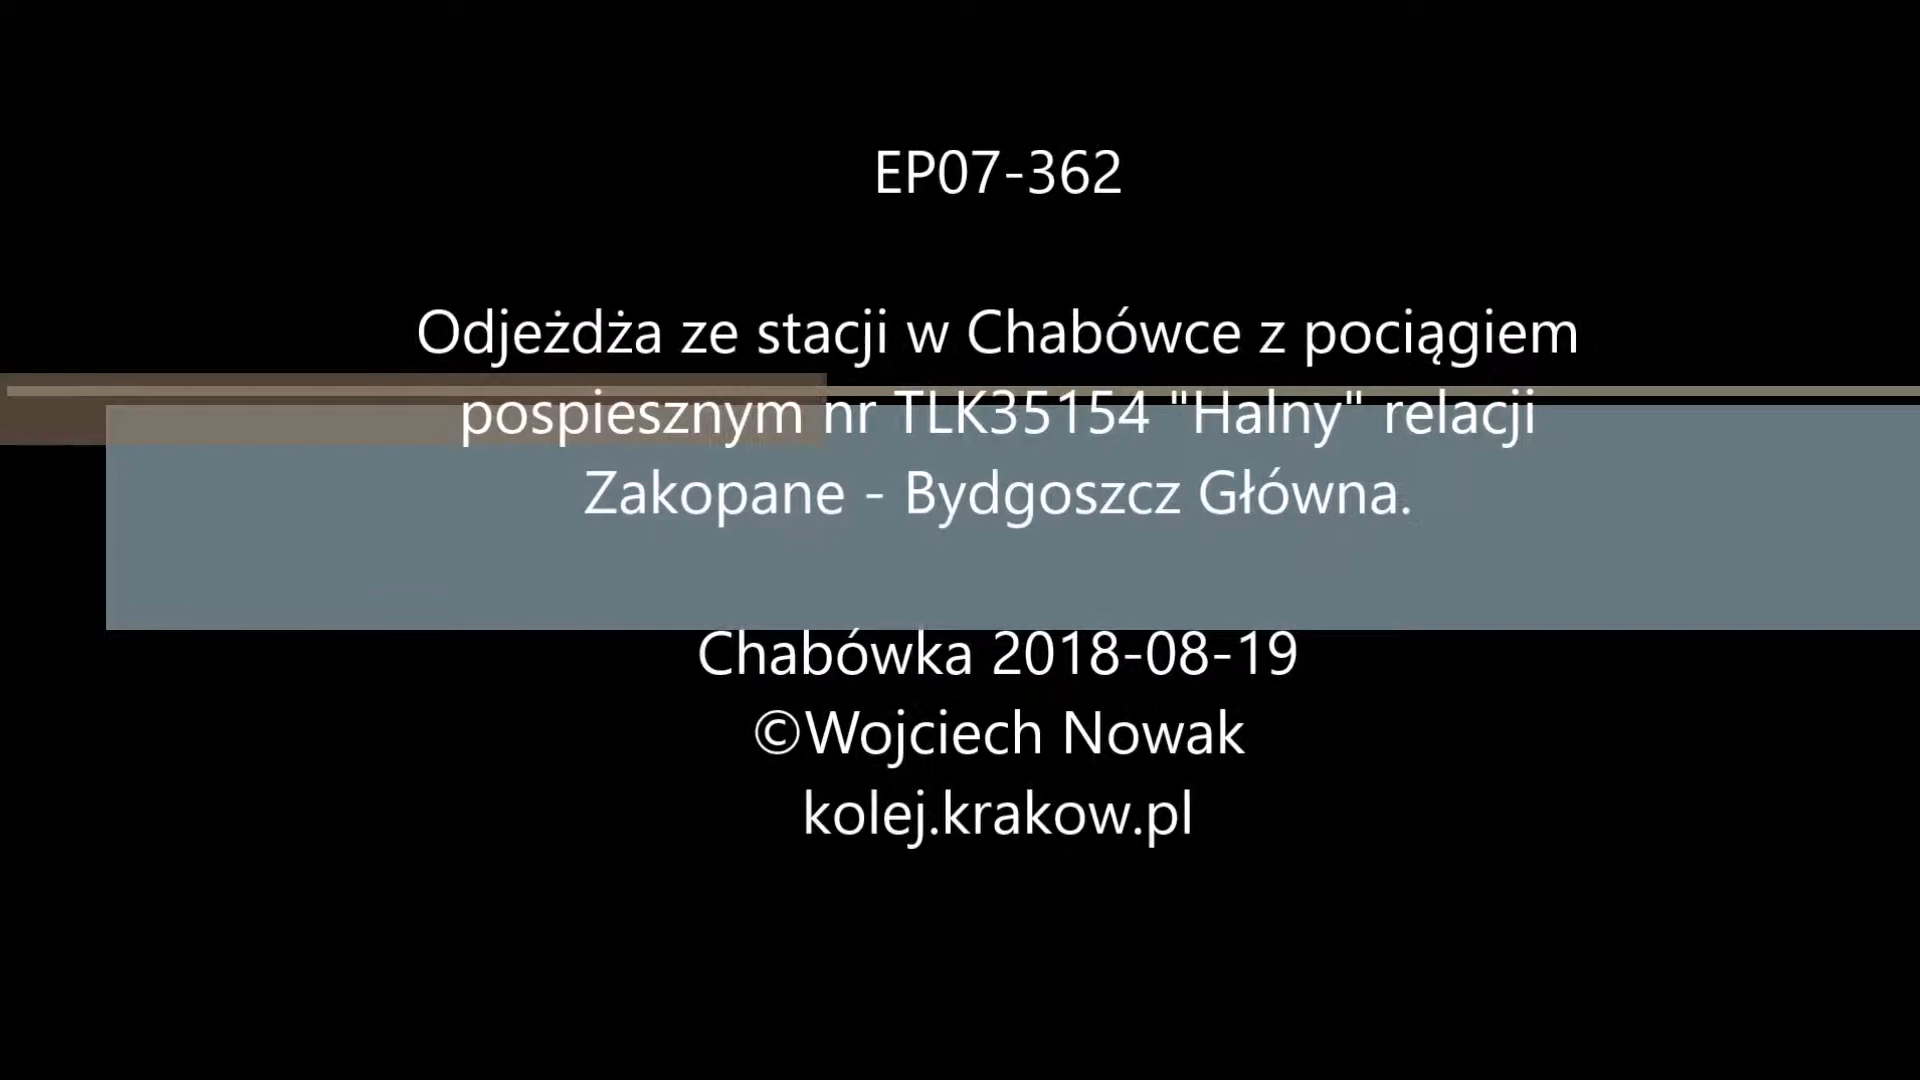 EP07-362
Odjeżdża ze stacji w Chabówce z pociągiem
pospiesznym nr TLK35154 "Halny" relacji
Zakopane - Bydgoszcz Główna.
Chabówka 2018-08-19
©Wojciech Nowak
kolej.krakow.pl